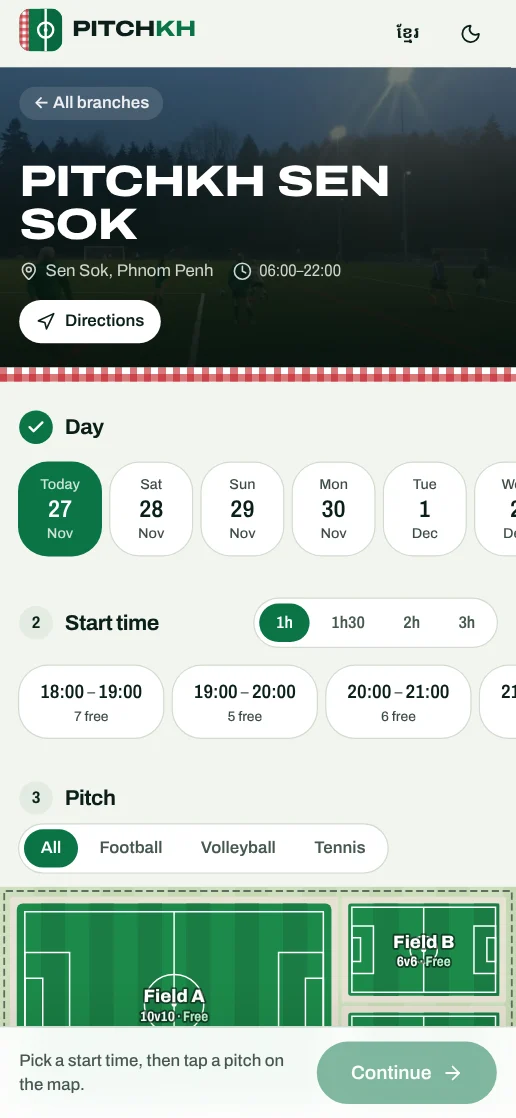 PITCHKH
ខ្មែរ
← All branches
PITCHKH SEN
SOK
Sen Sok, Phnom Penh 06:00–22:00
Directions
Day
Today Sat Sun Mon Tue
27 28 29 30 1
Nov Nov Nov Nov Dec
2 Start time 1h 1h30 2h 3h
18:00 – 19:00 19:00 – 20:00 20:00 – 21:00
7 free 5 free 6 free
3 Pitch
All Football Volleyball Tennis
Field B
6v6 · Free
Field A
10v10 · Free
Pick a start time, then tap a pitch on
the map.
Continue →